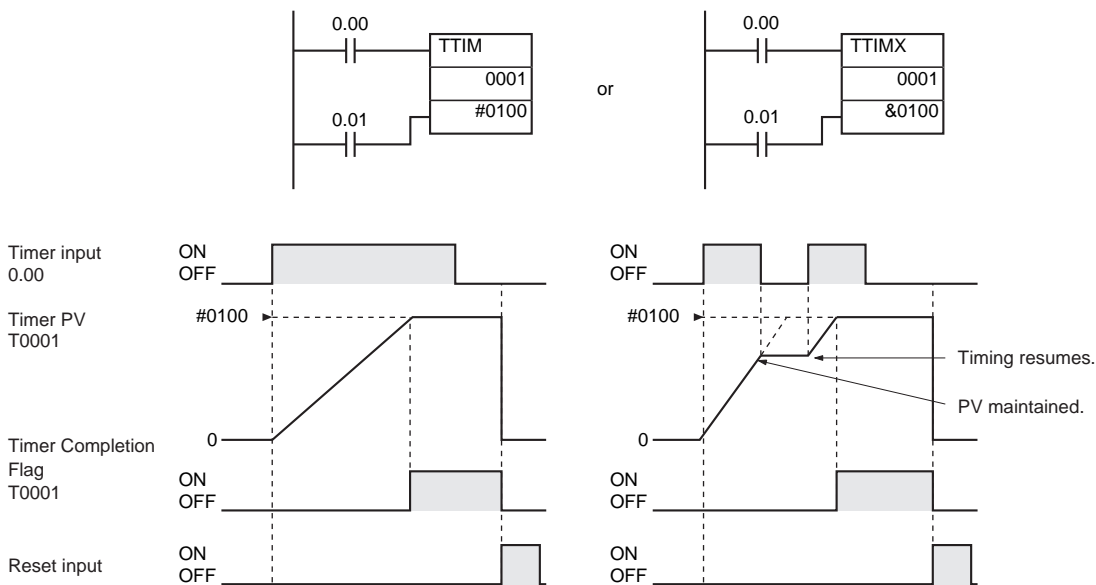 0.00
TTIM
0001
#0100
0.01
or
0.00
TTIMX
0001
&0100
0.01
Timer input
0.00
ON
OFF
ON
OFF
Timer PV
T0001
#0100
0
#0100
0
Timing resumes.
PV maintained.
Timer Completion
Flag
T0001
ON
OFF
ON
OFF
Reset input
ON
OFF
ON
OFF